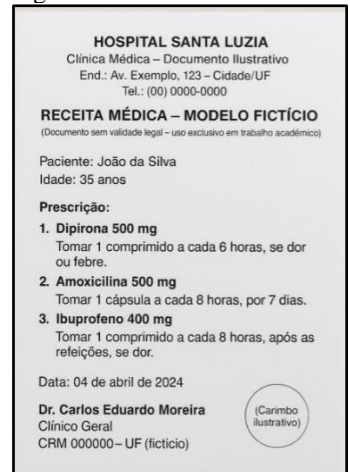 HOSPITAL SANTA LUZIA
Clínica Médica – Documento Ilustrativo
End.: Av. Exemplo, 123 – Cidade/UF
Tel.: (00) 0000-0000
RECEITA MÉDICA – MODELO FICTÍCIO
(Documento sem validade legal – uso exclusivo em trabalho acadêmico)
Paciente: João da Silva
Idade: 35 anos
Prescrição:
1. Dipirona 500 mg
Tomar 1 comprimido a cada 6 horas, se dor
ou febre.
2. Amoxicilina 500 mg
Tomar 1 cápsula a cada 8 horas, por 7 dias.
3. Ibuprofeno 400 mg
Tomar 1 comprimido a cada 8 horas, após as
refeições, se dor.
Data: 04 de abril de 2024
Dr. Carlos Eduardo Moreira
Clínico Geral
CRM 000000 – UF (ficticio)
(Carimbo
ilustrativo)